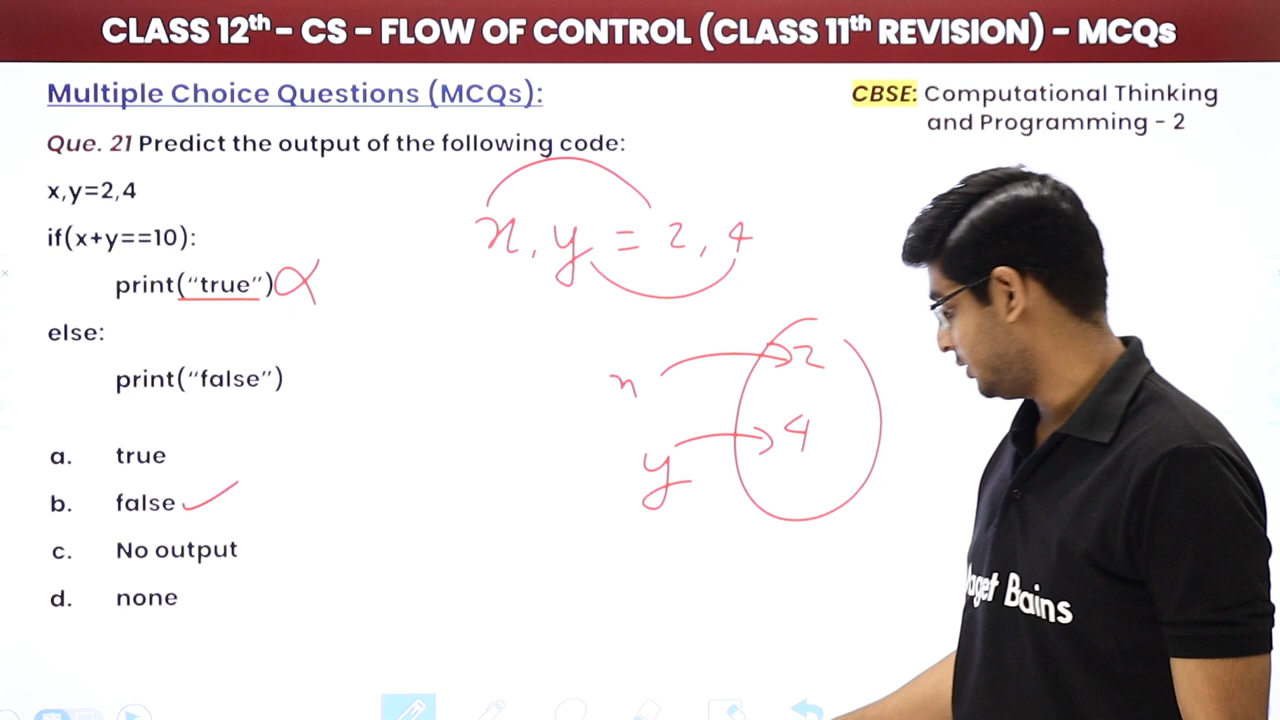 CLASS 12th – CS – FLOW OF CONTROL (CLASS 11th REVISION) – MCQs
Multiple Choice Questions (MCQs):
CBSE: Computational Thinking
and Programming - 2
Que. 21 Predict the output of the following code:
x,y=2,4
if(x+y==10):
print(“true”)
else:
print(“false”)
a. true
b. false
c. No output
d. none
x, y = 2, 4
x 2
y 4
Bains